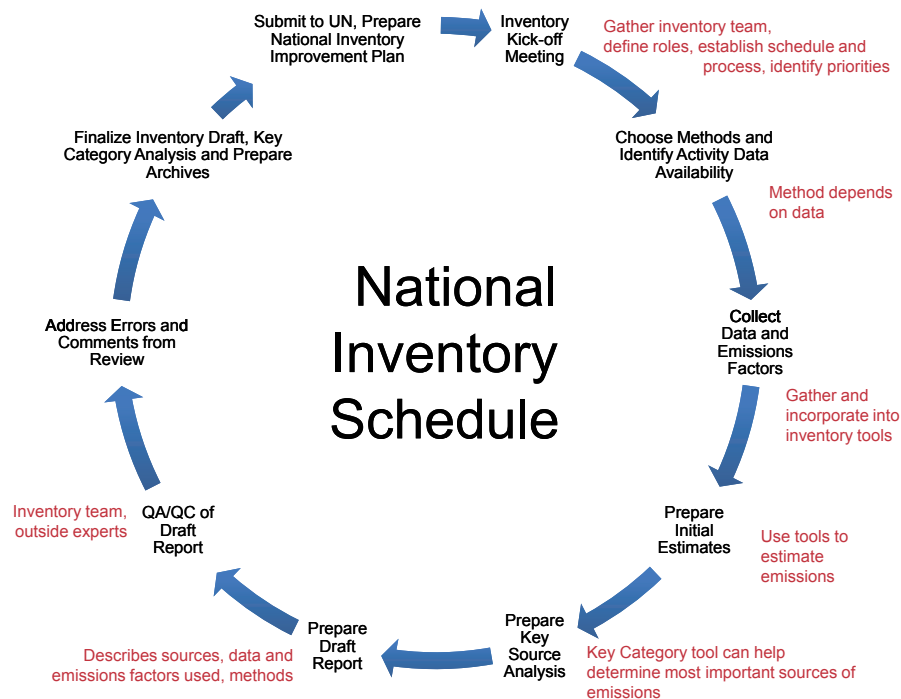 Submit to UN, Prepare
National Inventory
Improvement Plan
Inventory
Kick-off
Meeting
Gather inventory team,
define roles, establish schedule and
process, identify priorities
Choose Methods and
Identify Activity Data
Availability
Method depends
on data
Collect
Data and
Emissions
Factors
Gather and
incorporate into
inventory tools
Prepare
Initial
Estimates
Use tools to
estimate
emissions
Prepare
Key
Source
Analysis
Key Category tool can help
determine most important sources of
emissions
Prepare
Draft
Report
Describes sources, data and
emissions factors used, methods
QA/QC of
Draft
Report
Inventory team,
outside experts
Address Errors and
Comments from
Review
Finalize Inventory Draft, Key
Category Analysis and Prepare
Archives
National
Inventory
Schedule